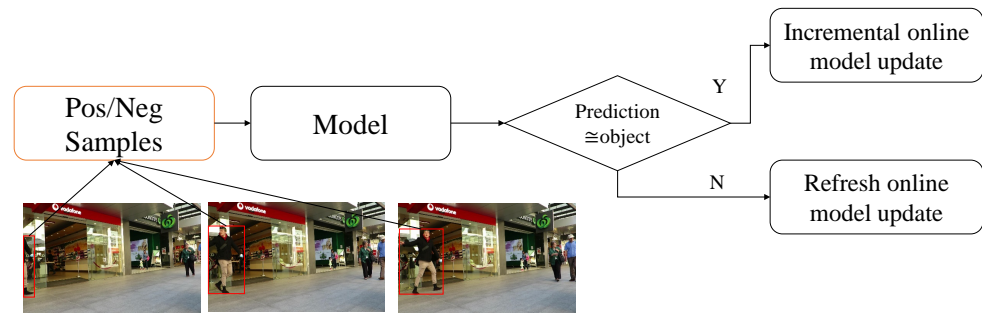 Pos/Neg
Samples
Model
Prediction
≅object
Y
Incremental online
model update
N
Refresh online
model update
vodafone
vodafone
vodafone